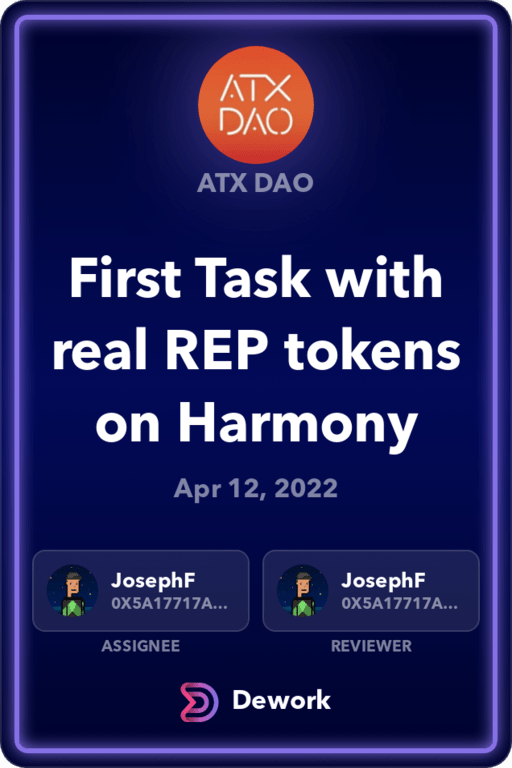 ATX
DAO
ATX DAO
First Task with
real REP tokens
on Harmony
Apr 12, 2022
JosephF
0X5A17717A...
ASSIGNEE
JosephF
0X5A17717A...
REVIEWER
Dework